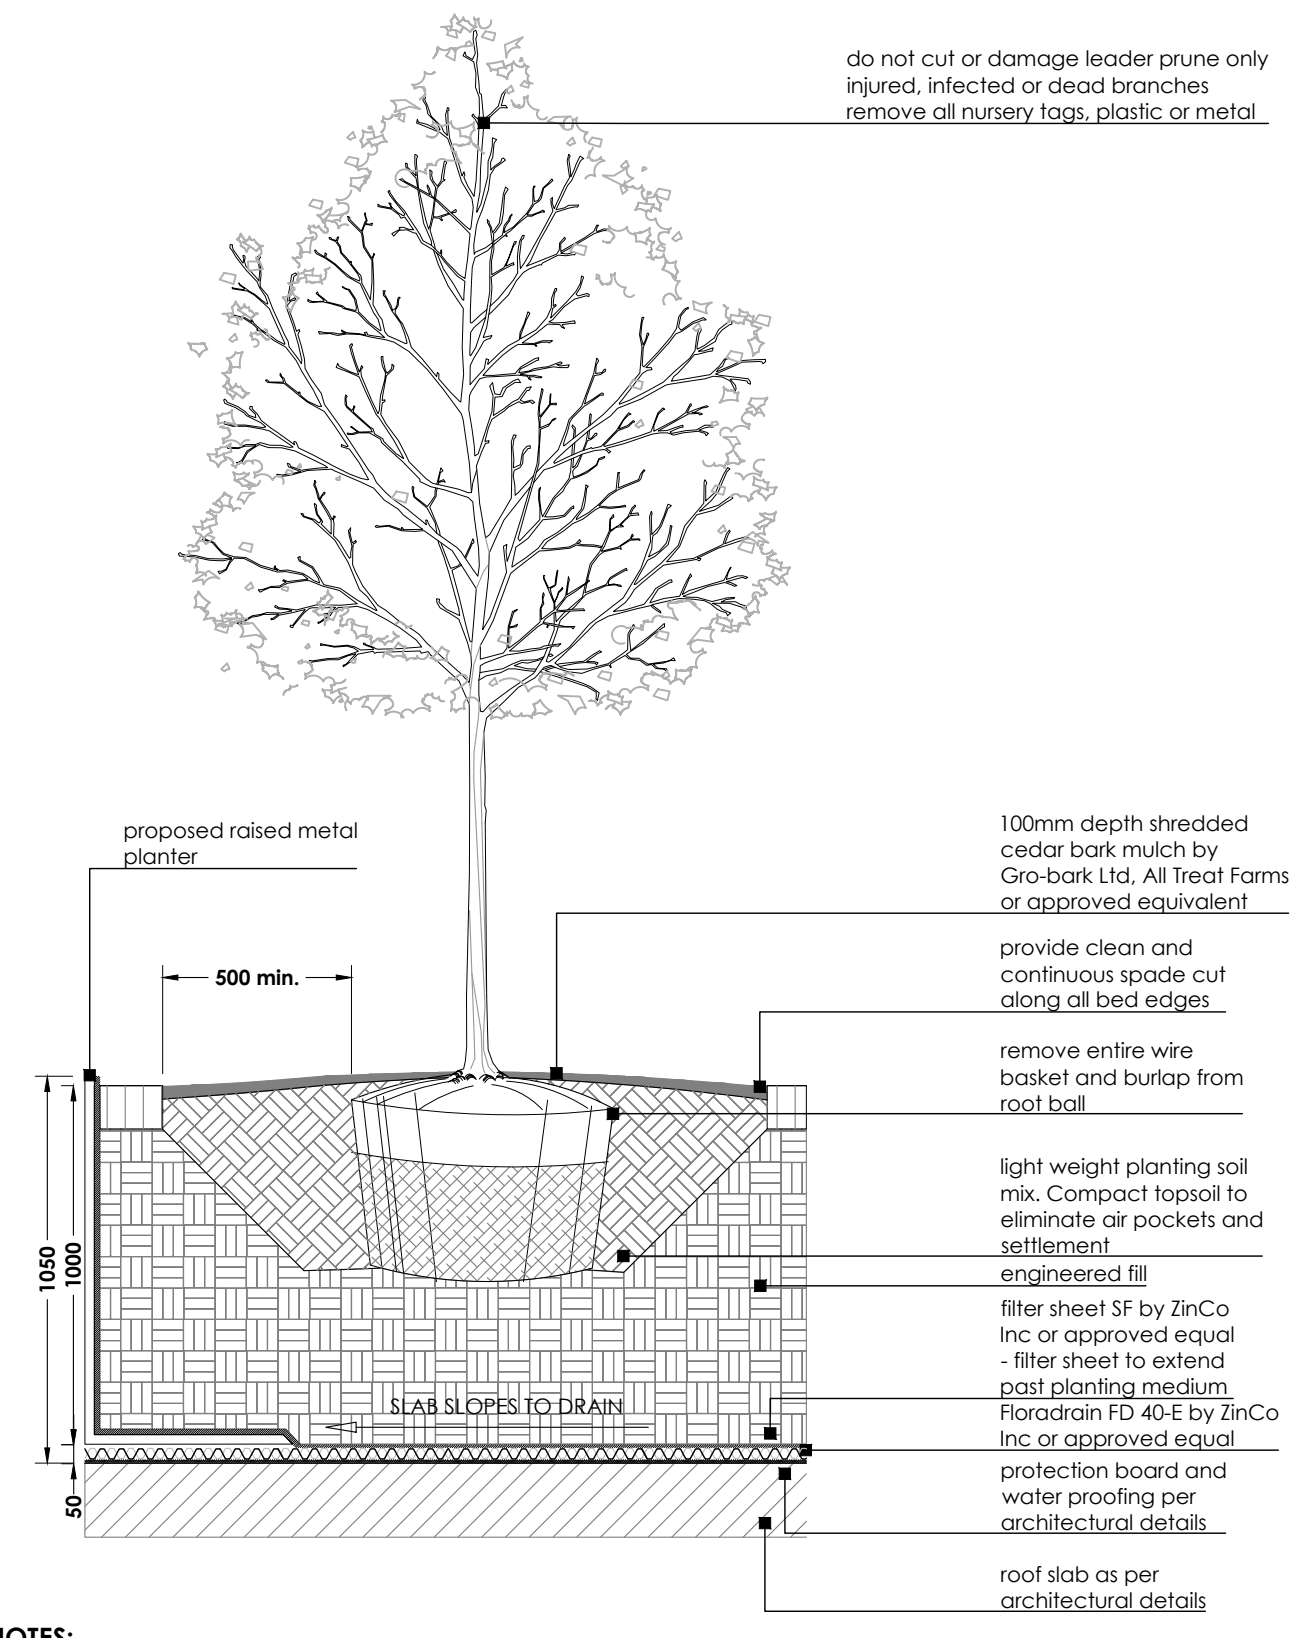 do not cut or damage leader prune only
injured, infected or dead branches
remove all nursery tags, plastic or metal
proposed raised metal
planter
100mm depth shredded
cedar bark mulch by
Gro-bark Ltd, All Treat Farms
or approved equivalent
provide clean and
continuous spade cut
along all bed edges
500 min.
remove entire wire
basket and burlap from
root ball
light weight planting soil
mix. Compact topsoil to
eliminate air pockets and
settlement
engineered fill
1050
1000
filter sheet SF by ZinCo
Inc or approved equal
- filter sheet to extend
past planting medium
SLAB SLOPES TO DRAIN
Floradrain FD 40-E by ZinCo
Inc or approved equal
50
protection board and
water proofing per
architectural details
roof slab as per
architectural details
NOTES: